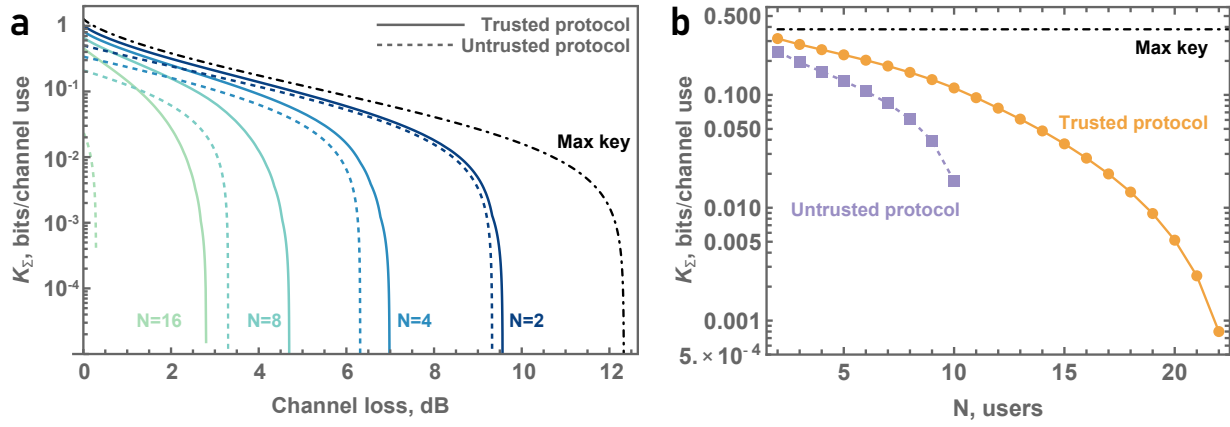 a
K_Σ, bits/channel use
1
10^-1
10^-2
10^-3
10^-4
Trusted protocol
Untrusted protocol
Max key
N=16
N=8
N=4
N=2
0 2 4 6 8 10 12
Channel loss, dB
b
K_Σ, bits/channel use
0.500
0.100
0.050
0.010
0.005
0.001
5.×10^-4
Max key
Trusted protocol
Untrusted protocol
5 10 15 20
N, users